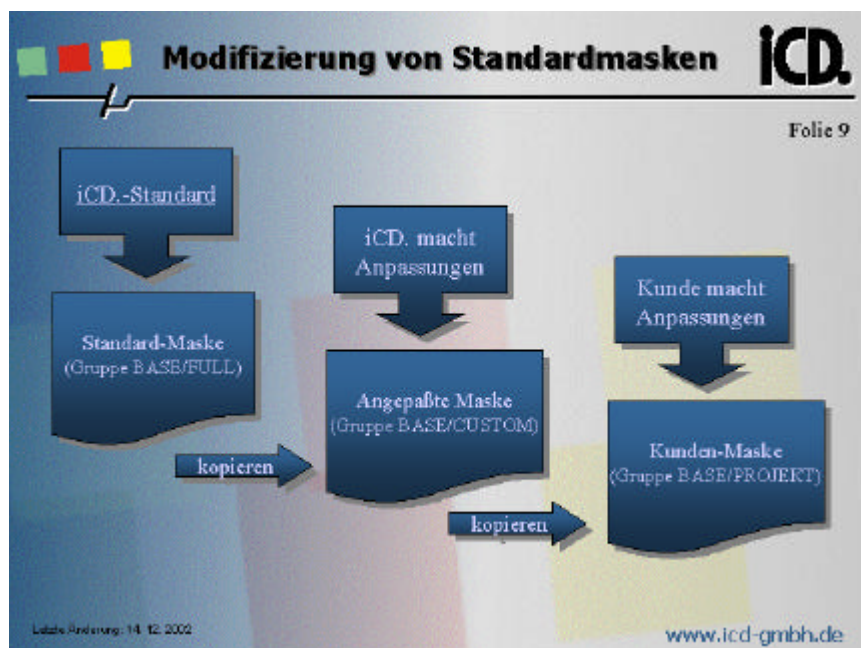 Modifizierung von Standardmasken
iCD.
Folie 9
iCD.-Standard
iCD. macht
Anpassungen
Kunde macht
Anpassungen
Standard-Maske
(Gruppe BASE/FULL)
Angepaßte Maske
(Gruppe BASE/CUSTOM)
Kunden-Maske
(Gruppe BASE/PROJEKT)
kopieren
kopieren
Letzte Änderung: 14. 12. 2002
www.icd-gmbh.de